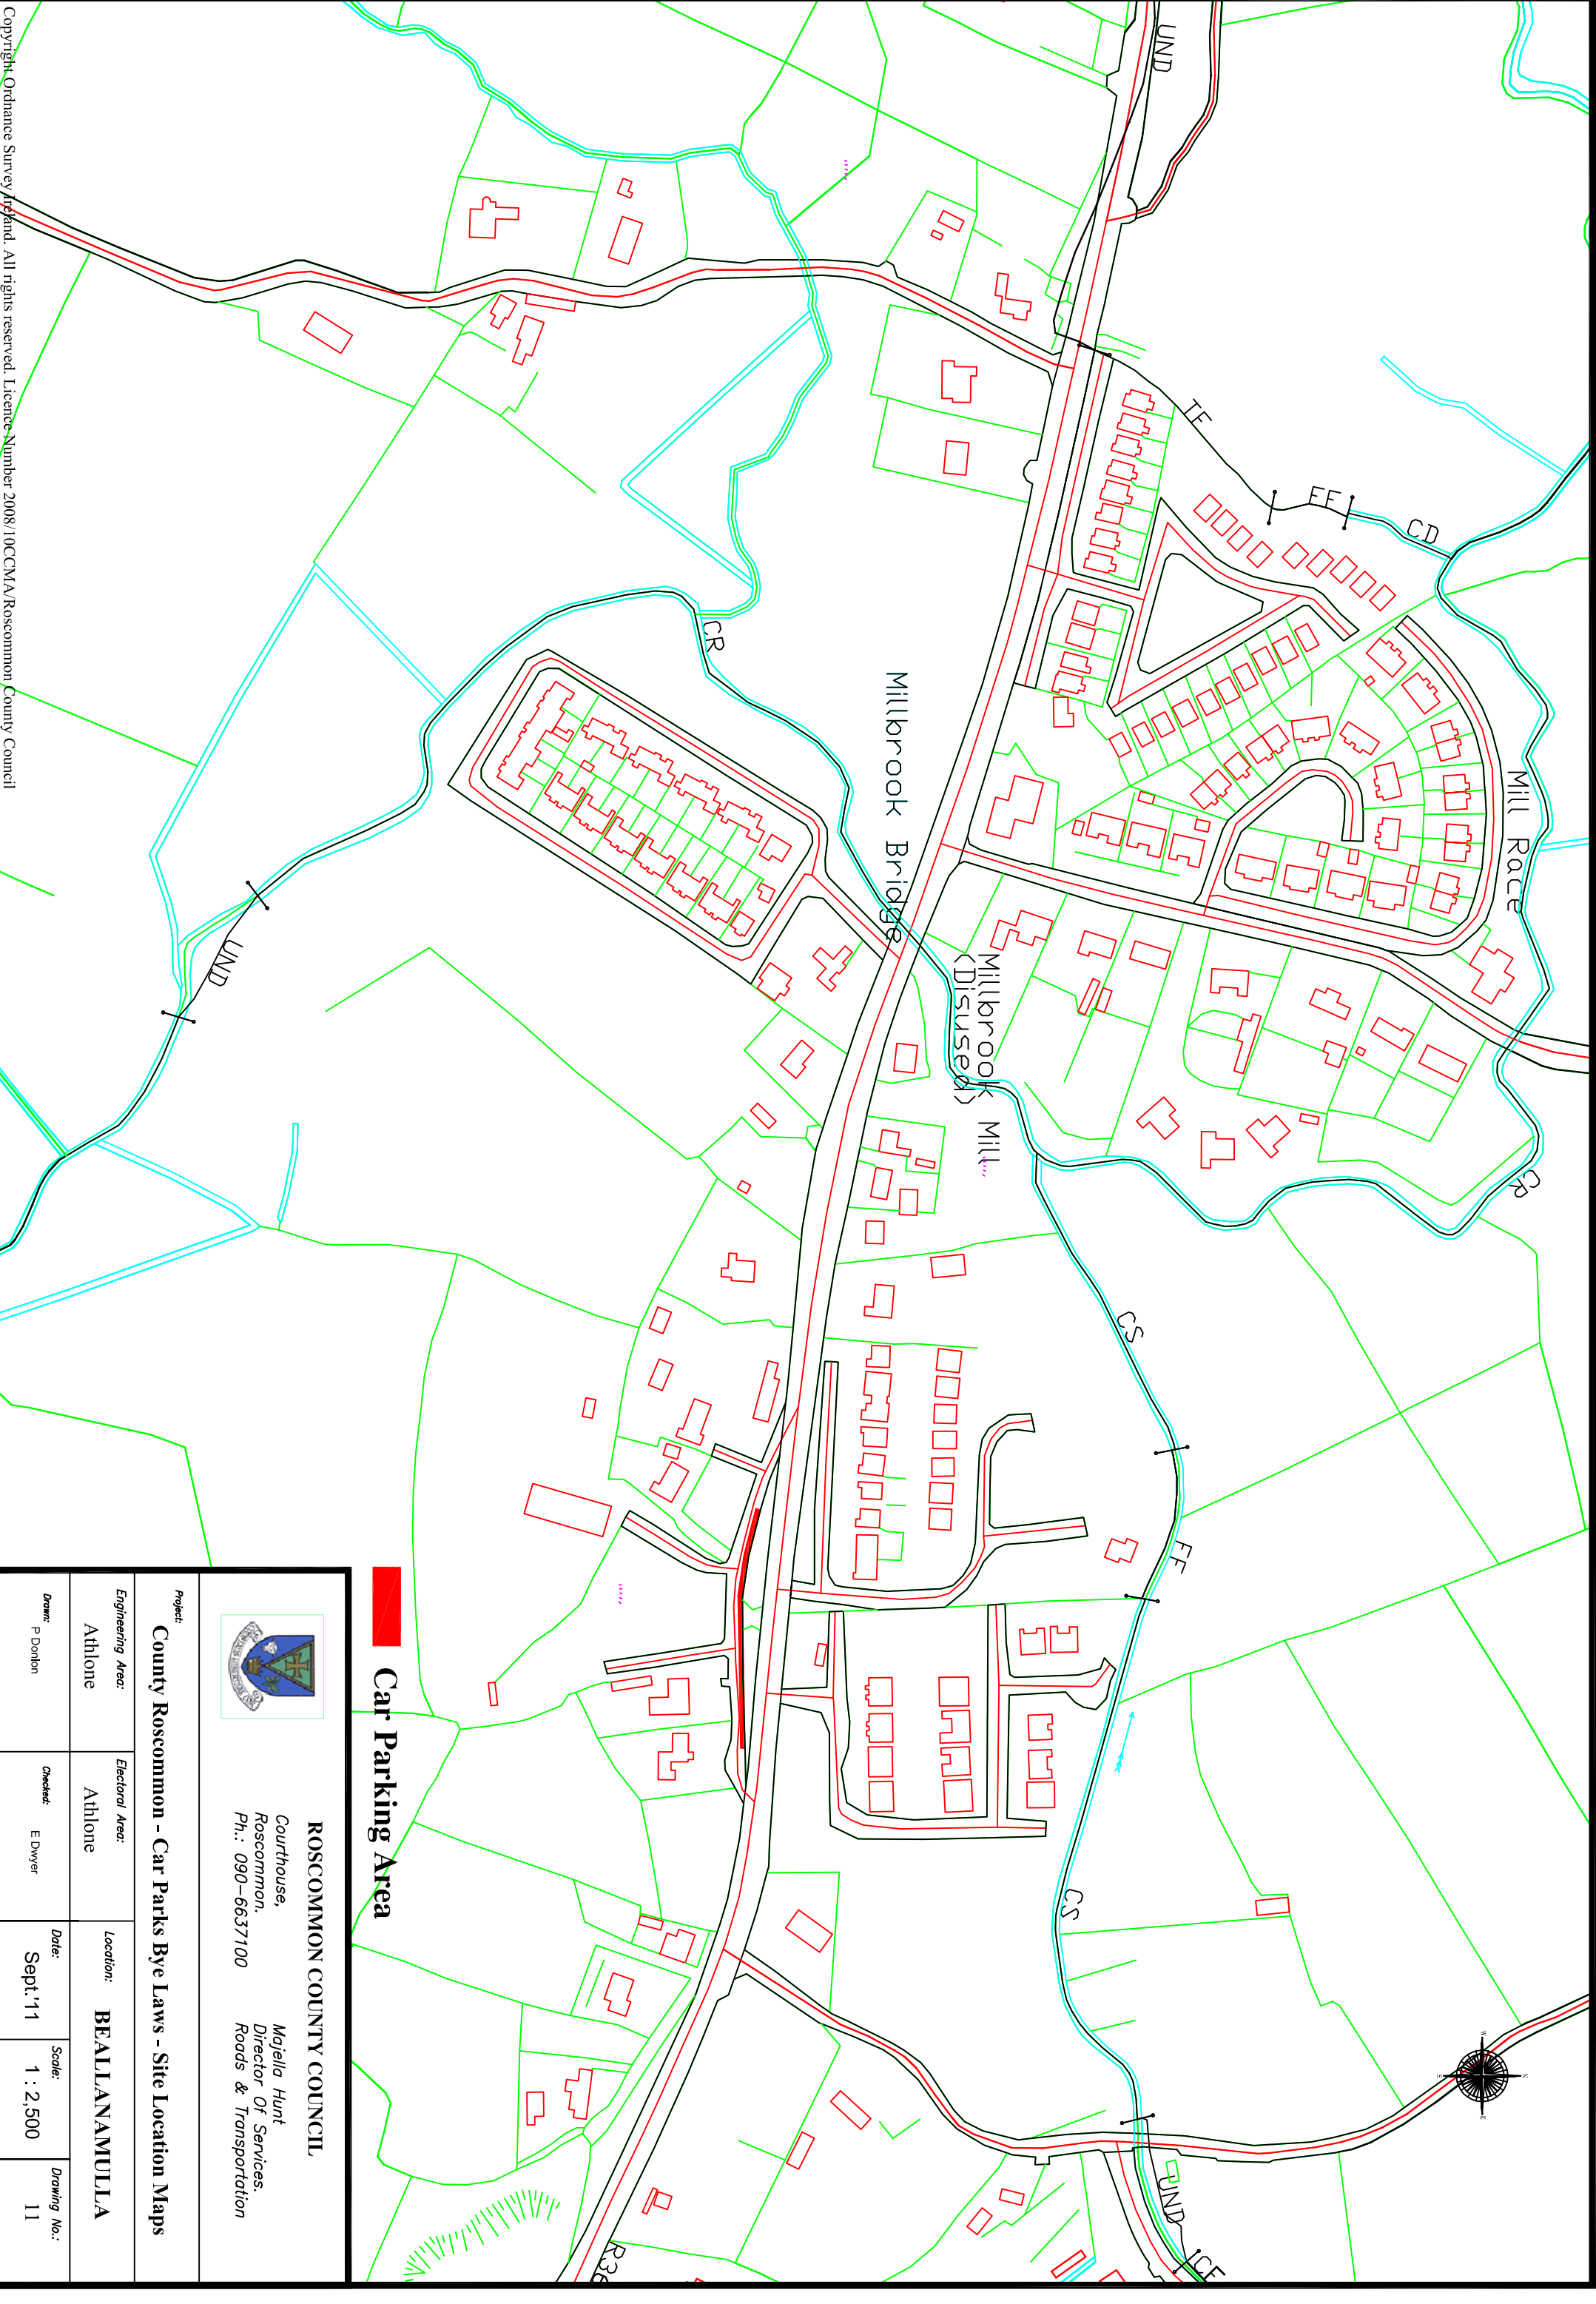 UND
TF
FF
CD
CR
Mill Race
Millbrook Bridge
Millbrook Mill
(Disused)
CR
UND
CS
FF
CS
UND
CF
W
N
S
E
Car Parking Area
ROSCOMMON COUNTY COUNCIL
Courthouse,
Roscommon.
Ph.: 090-6637100
Majella Hunt
Director Of Services.
Roads & Transportation
Project:
County Roscommon - Car Parks Bye Laws - Site Location Maps
Engineering Area:
Athlone
Electoral Area:
Athlone
Location:
BEALLANAMULLA
Drawn:
P Donlon
Checked:
E Dwyer
Date:
Sept.'11
Scale:
1 : 2,500
Drawing No.:
11
Copyright Ordnance Survey Ireland. All rights reserved. Licence Number 2008/10CCMA/Roscommon County Council